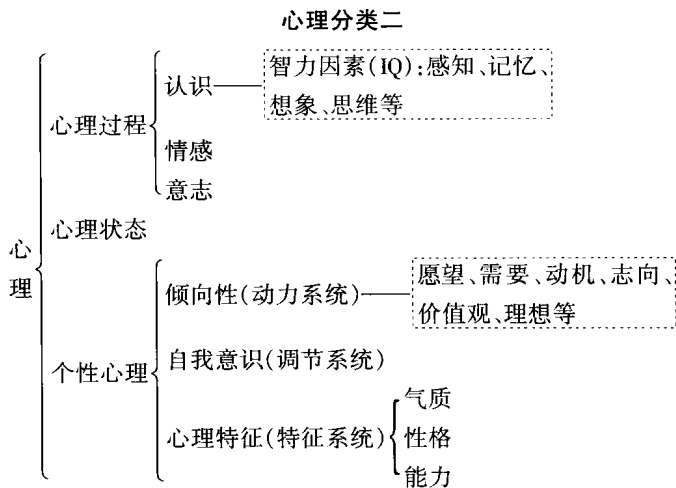 心理分类二
心理
心理过程
认识
智力因素(IQ):感知、记忆、
想象、思维等
情感
意志
心理状态
个性心理
倾向性(动力系统)
愿望、需要、动机、志向、
价值观、理想等
自我意识(调节系统)
心理特征(特征系统)
气质
性格
能力